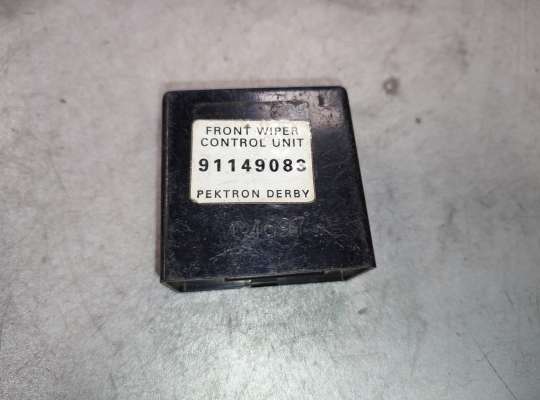 FRONT WIPER
CONTROL UNIT
91149083
PEKTRON DERBY